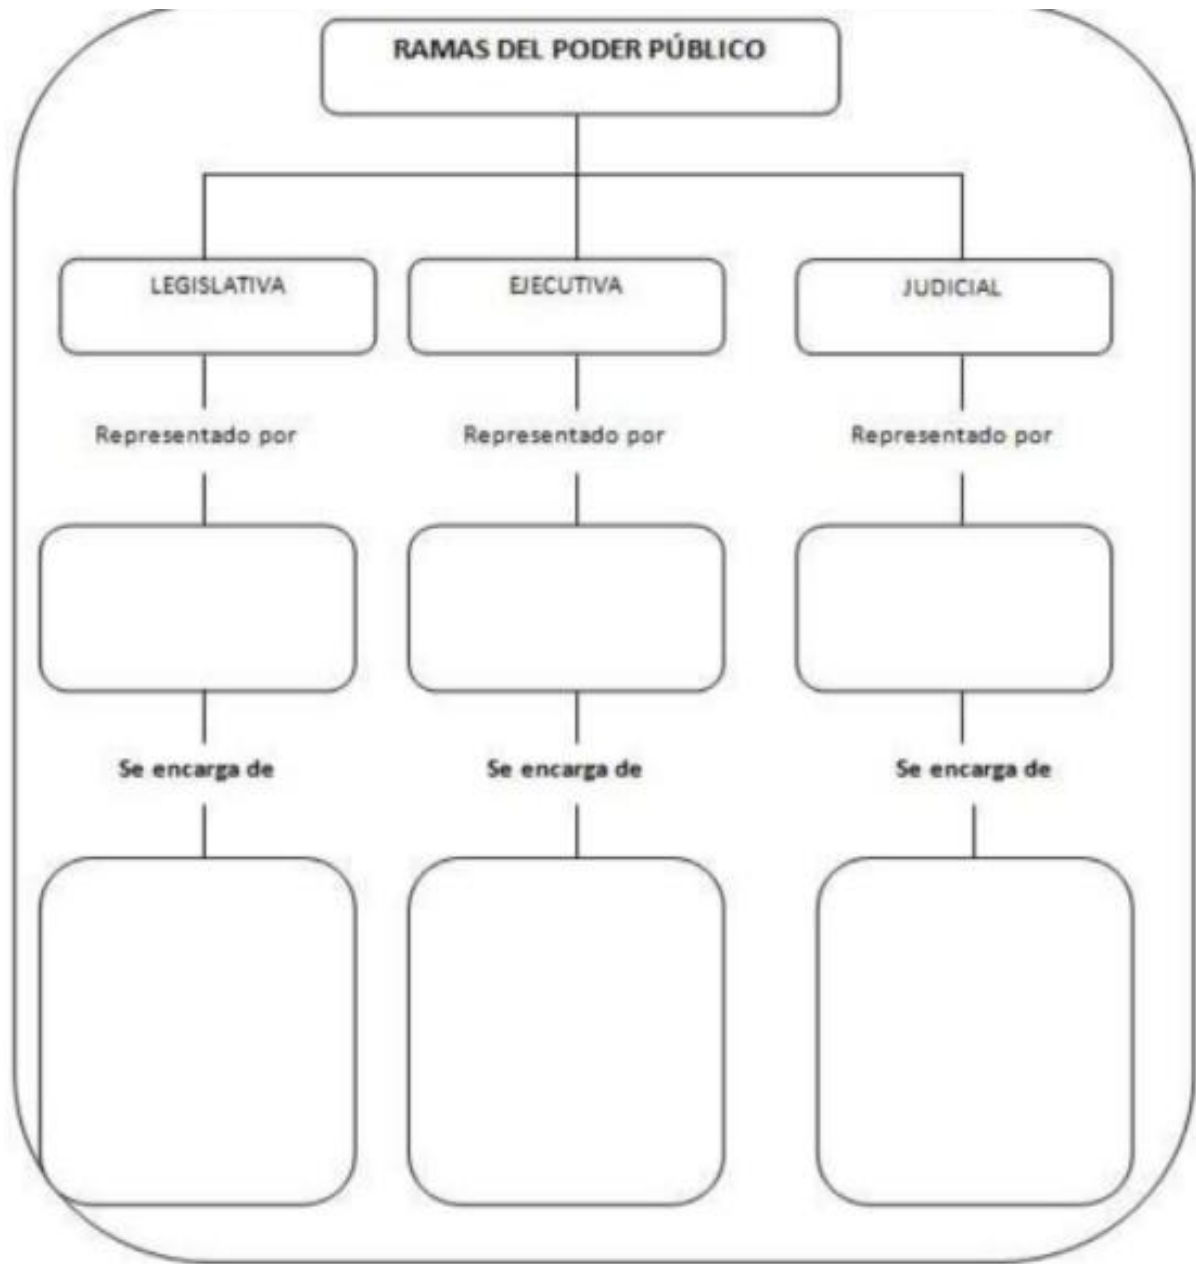 RAMAS DEL PODER PÚBLICO
LEGISLATIVA
EJECUTIVA
JUDICIAL
Representado por
Representado por
Representado por
Se encarga de
Se encarga de
Se encarga de